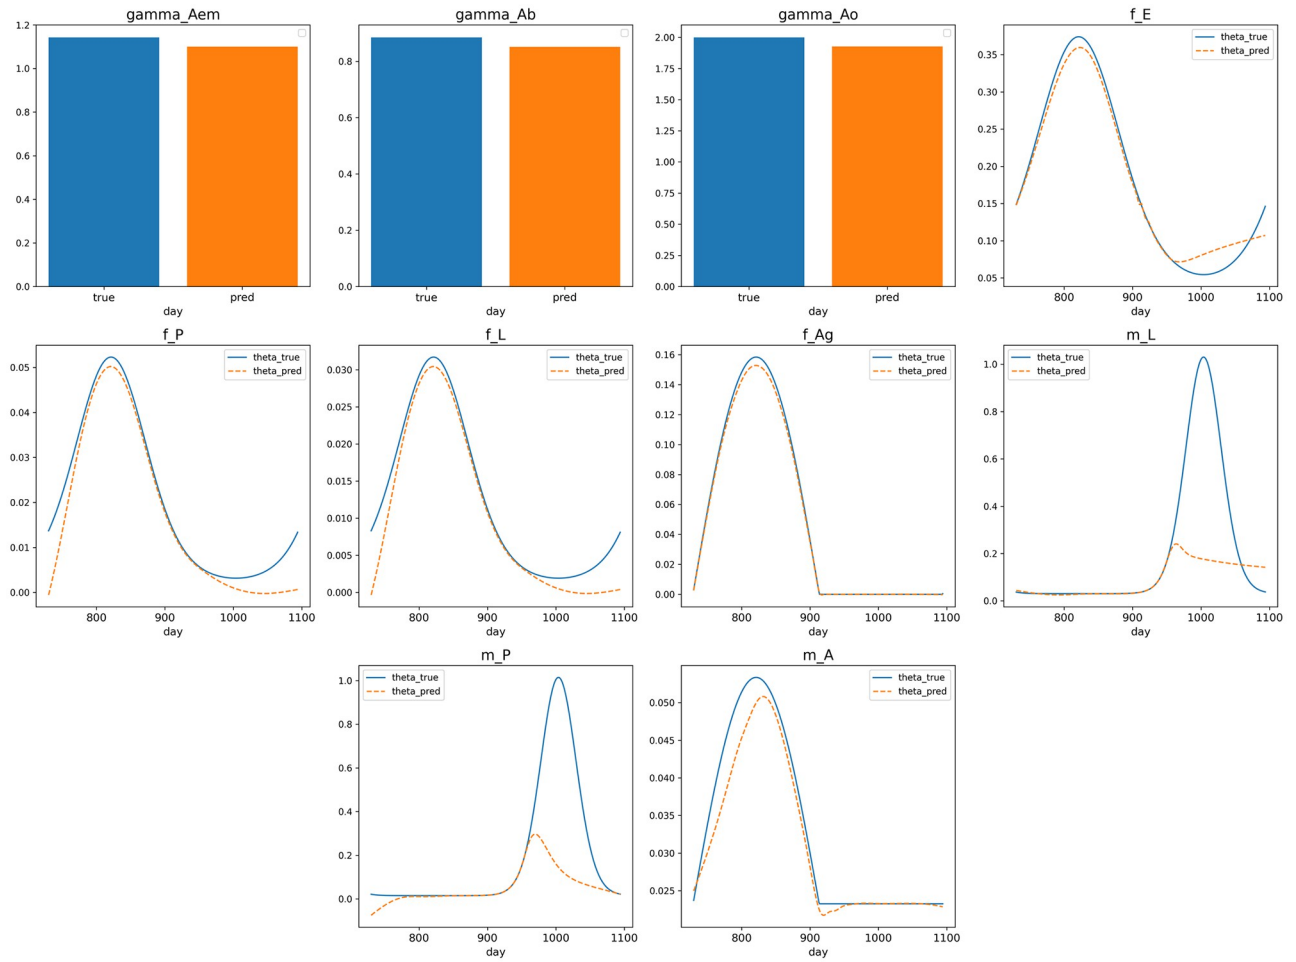 gamma_Aem
1.2
1.0
0.8
0.6
0.4
0.2
0.0
true
pred
day
gamma_Ab
0.8
0.6
0.4
0.2
0.0
true
pred
day
gamma_Ao
2.00
1.75
1.50
1.25
1.00
0.75
0.50
0.25
0.00
true
pred
day
f_E
theta_true
theta_pred
0.35
0.30
0.25
0.20
0.15
0.10
0.05
800
900
1000
1100
day
f_P
theta_true
theta_pred
0.05
0.04
0.03
0.02
0.01
0.00
800
900
1000
1100
day
f_L
theta_true
theta_pred
0.030
0.025
0.020
0.015
0.010
0.005
0.000
800
900
1000
1100
day
f_Ag
theta_true
theta_pred
0.16
0.14
0.12
0.10
0.08
0.06
0.04
0.02
0.00
800
900
1000
1100
day
m_L
theta_true
theta_pred
1.0
0.8
0.6
0.4
0.2
0.0
800
900
1000
1100
day
m_P
theta_true
theta_pred
1.0
0.8
0.6
0.4
0.2
0.0
800
900
1000
1100
day
m_A
theta_true
theta_pred
0.050
0.045
0.040
0.035
0.030
0.025
800
900
1000
1100
day